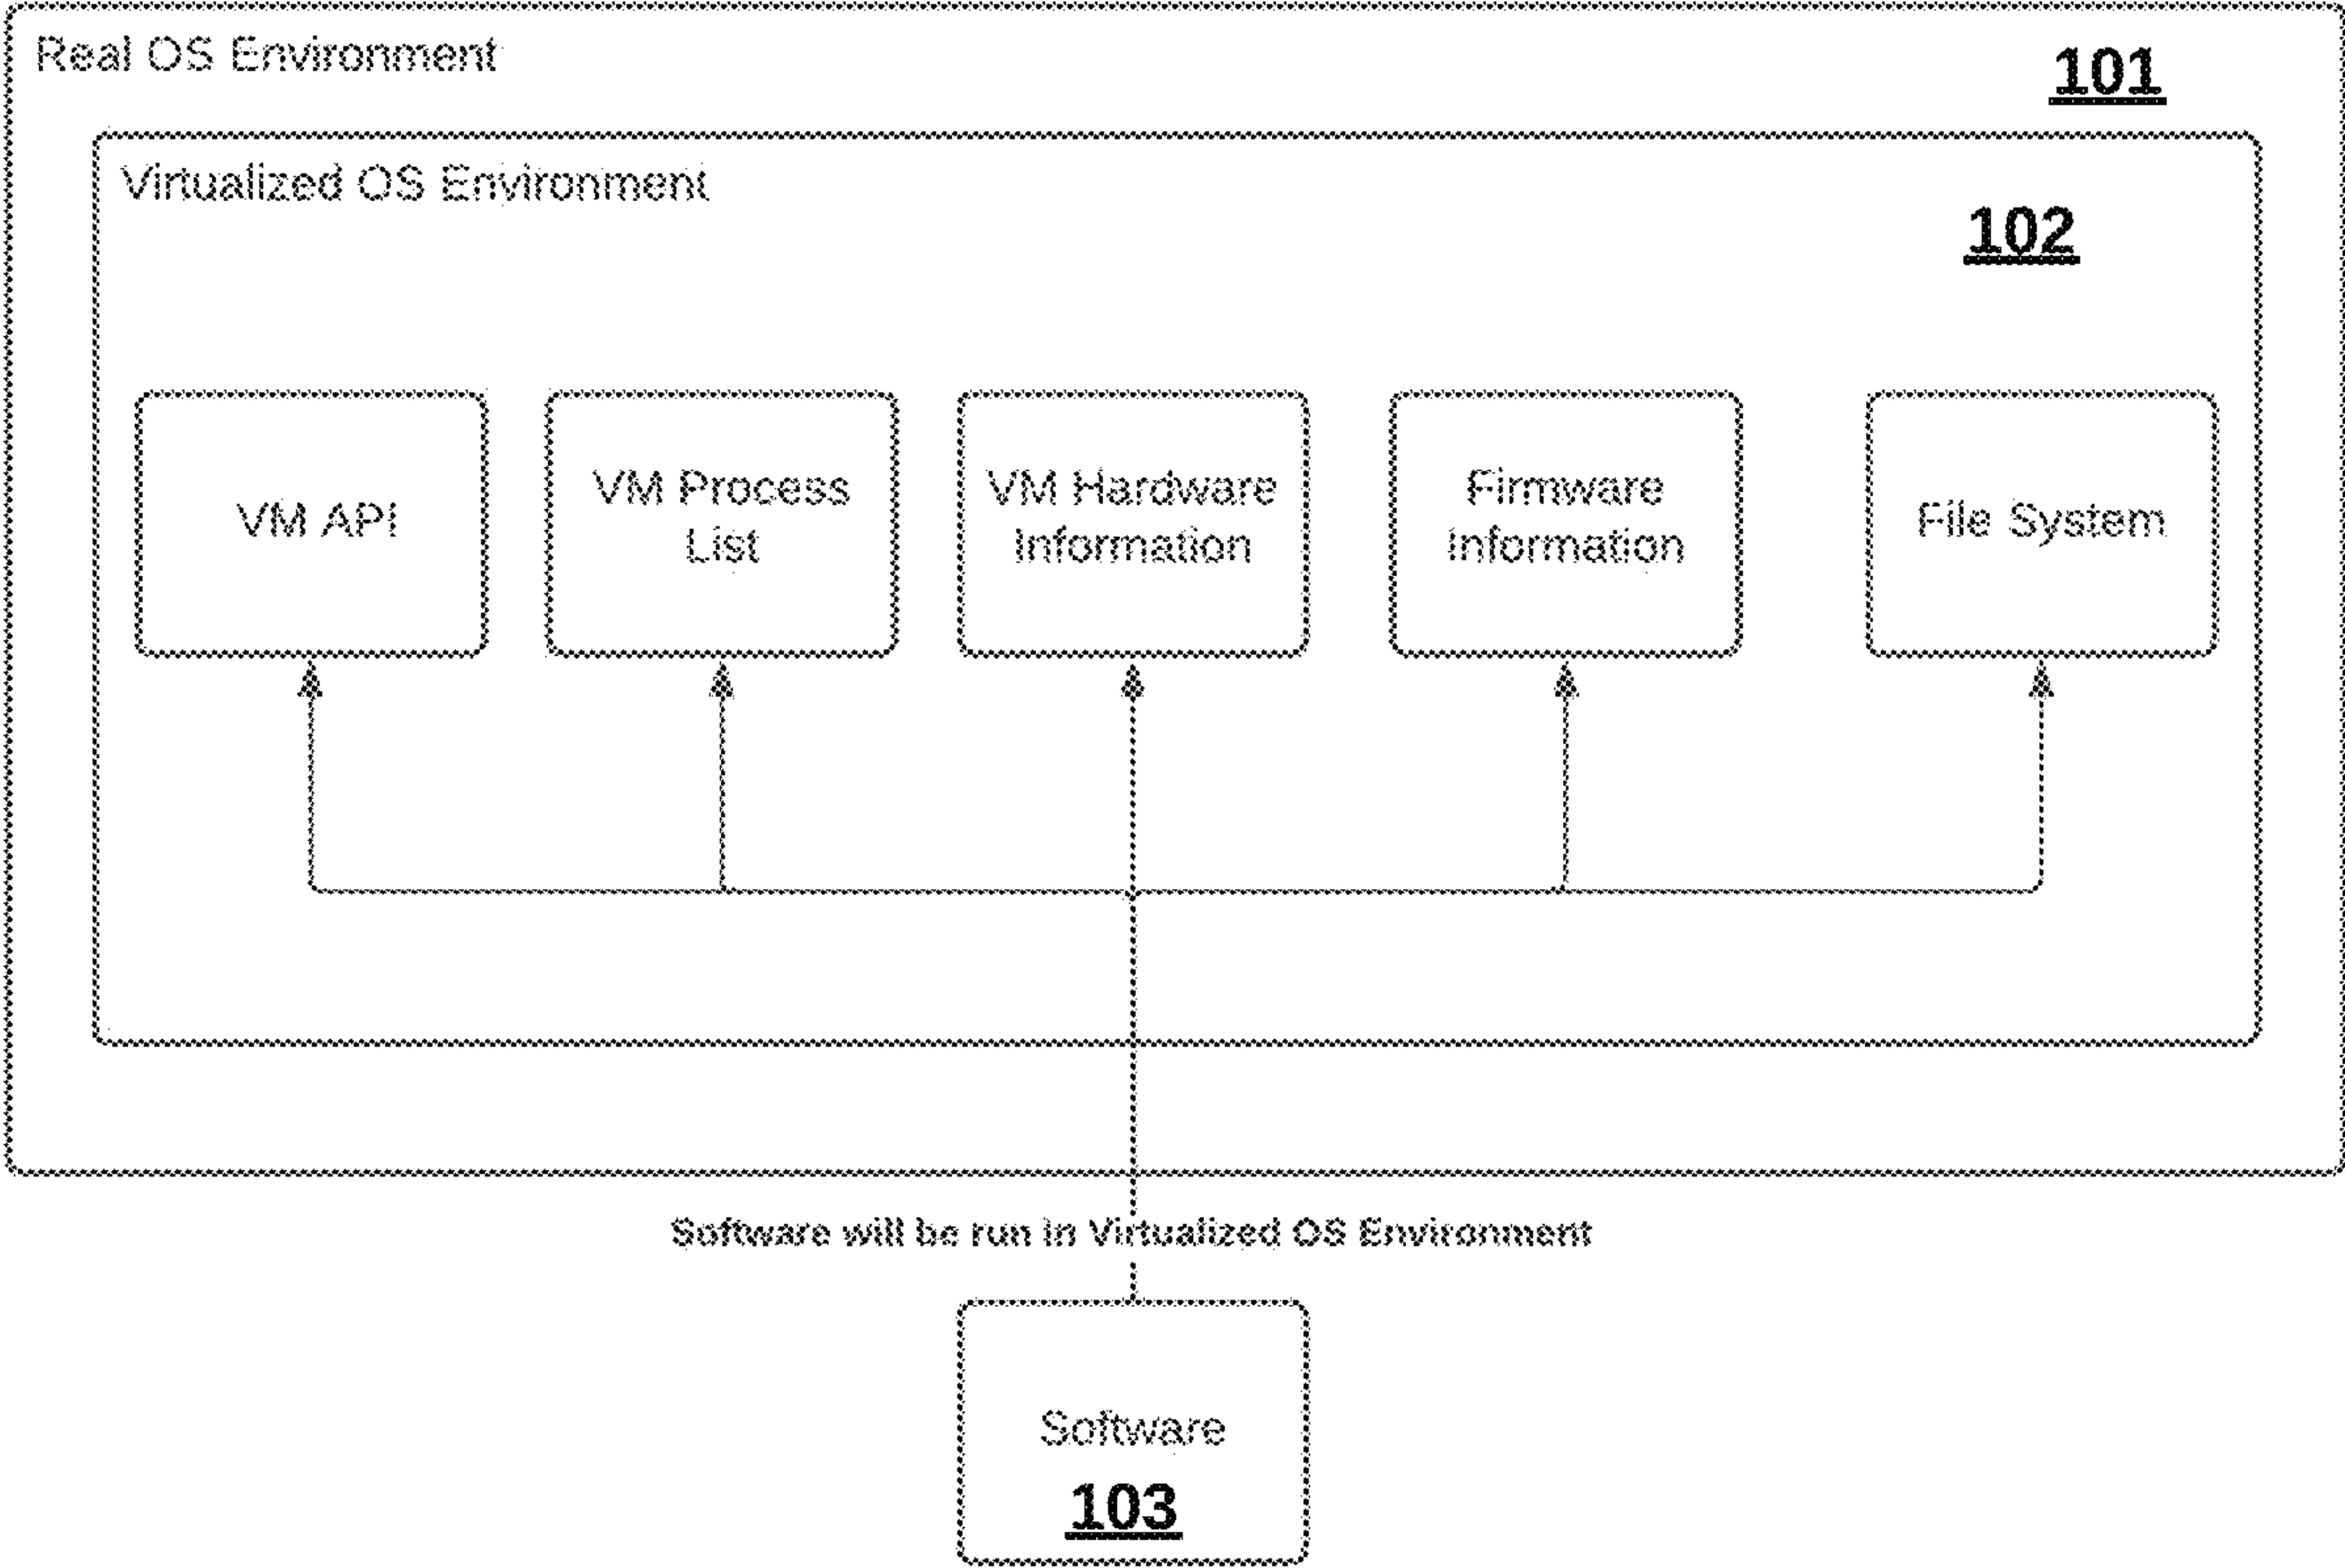 Real OS Environment
101
Virtualized OS Environment
102
VM API
VM Process
List
VM Hardware
Information
Firmware
Information
File System
Software will be run in Virtualized OS Environment
Software
103